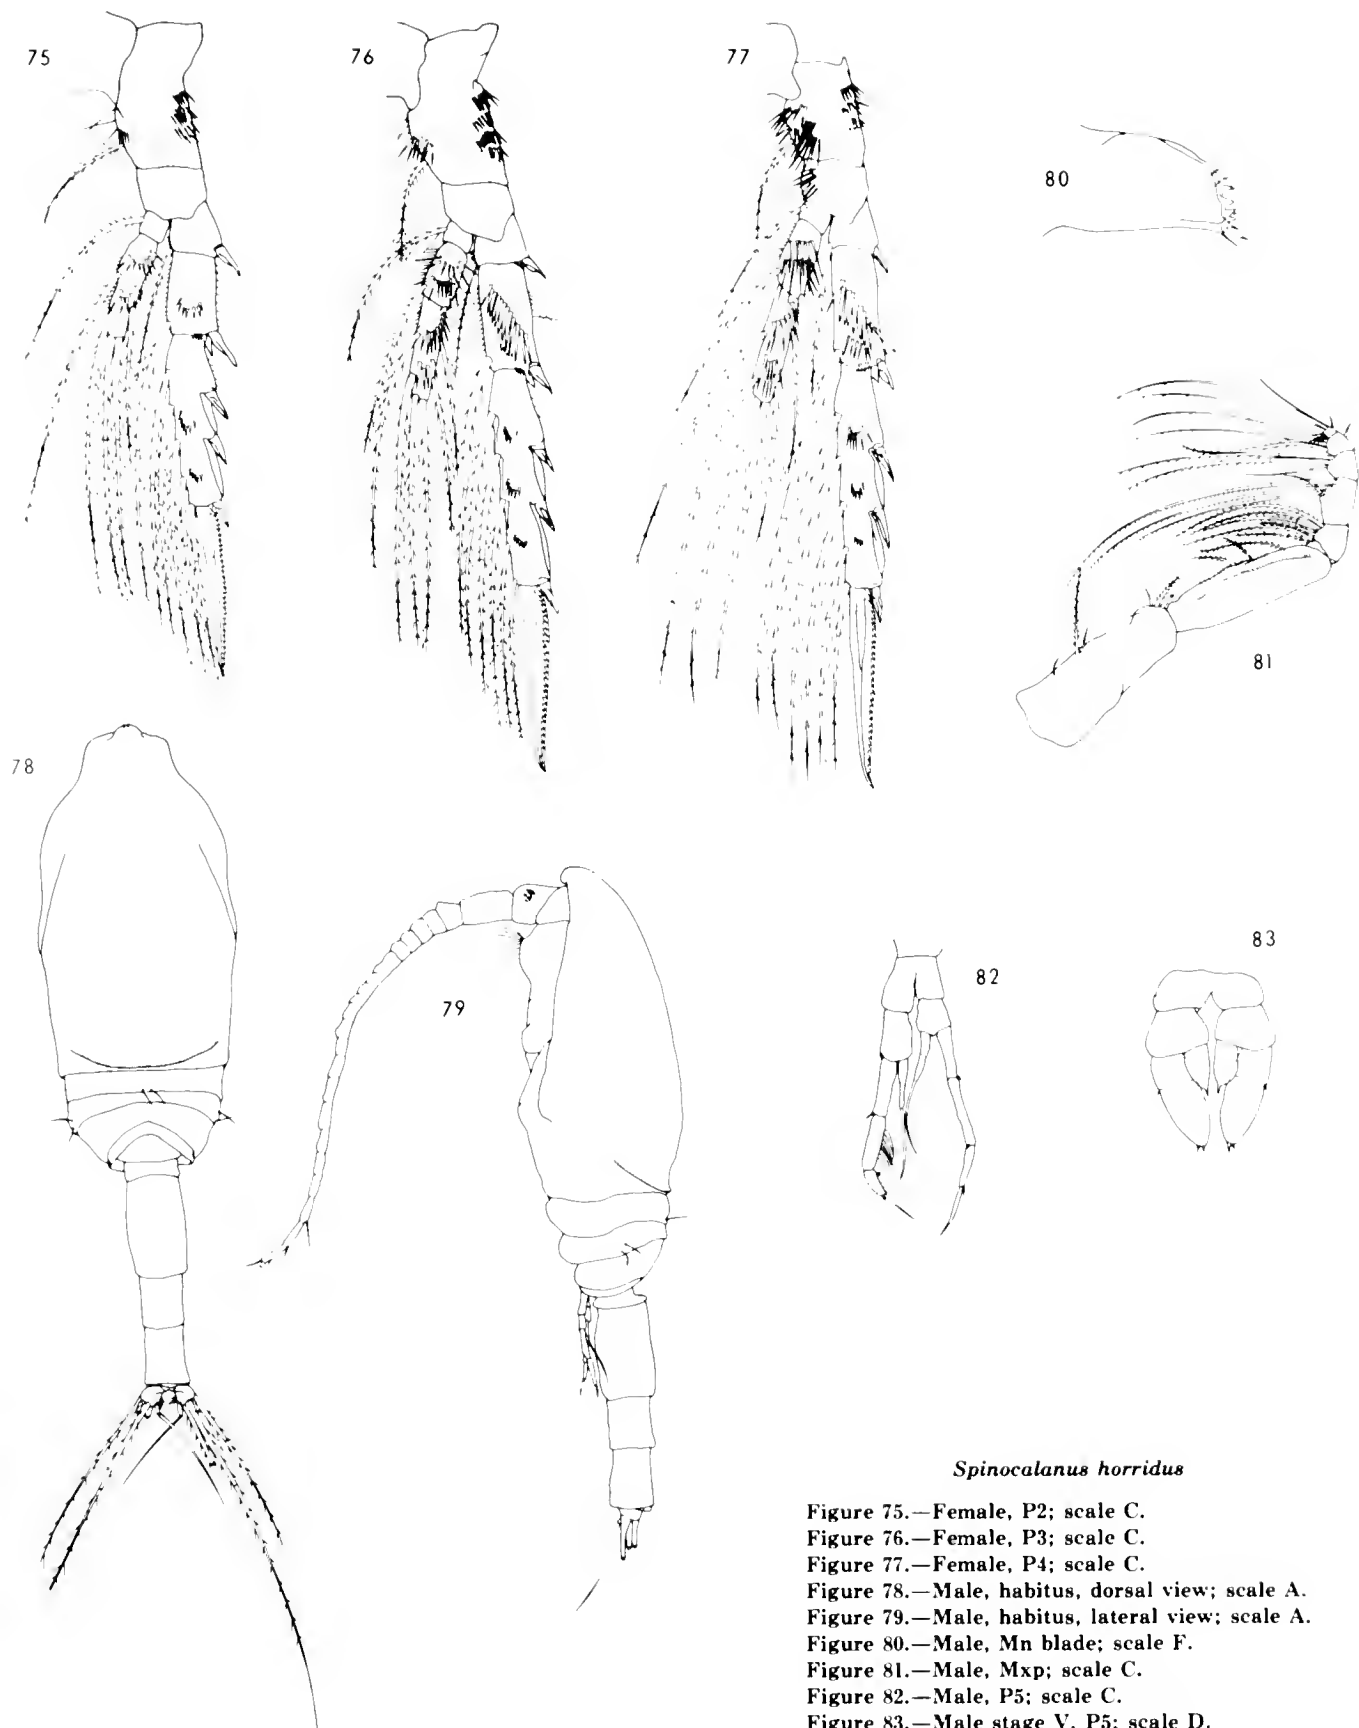 75
76
77
80
81
78
79
82
83
Spinocalanus horridus
Figure 75.—Female, P2; scale C.
Figure 76.—Female, P3; scale C.
Figure 77.—Female, P4; scale C.
Figure 78.—Male, habitus, dorsal view; scale A.
Figure 79.—Male, habitus, lateral view; scale A.
Figure 80.—Male, Mn blade; scale F.
Figure 81.—Male, Mxp; scale C.
Figure 82.—Male, P5; scale C.
Figure 83.—Male stage V, P5; scale D.